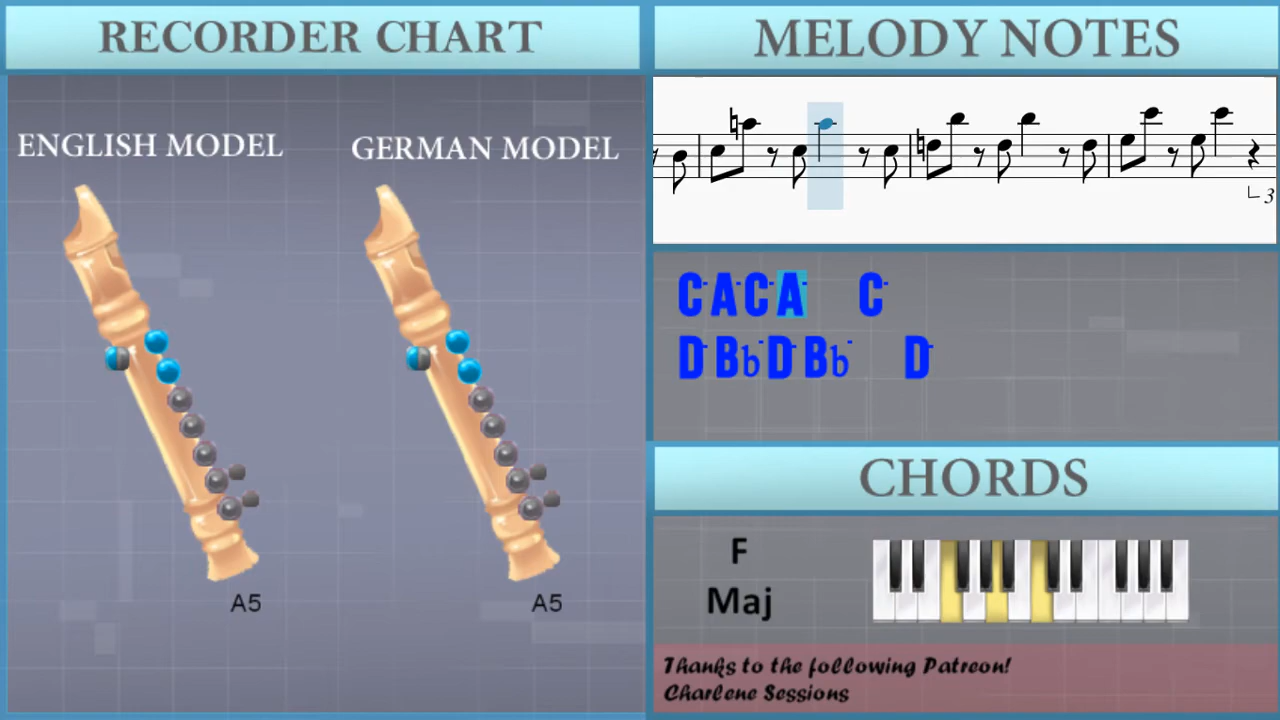 RECORDER CHART
MELODY NOTES
ENGLISH MODEL
GERMAN MODEL
3
C A C A C
D Bb D Bb D
A5
A5
CHORDS
F
Maj
Thanks to the following Patreon!
Charlene Sessions